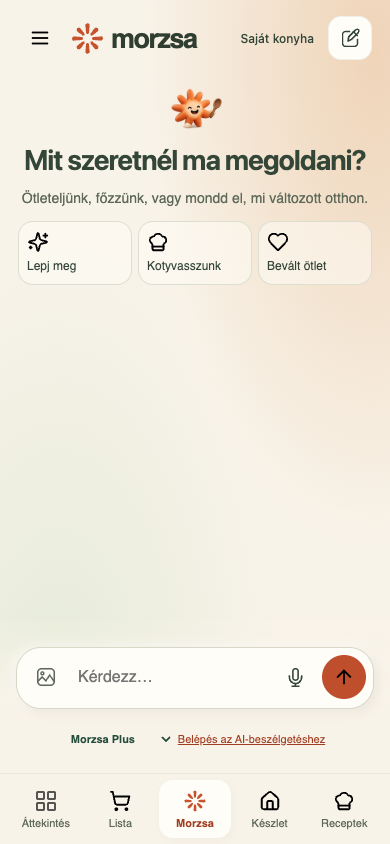 morzsa
Saját konyha
Mit szeretnél ma megoldani?
Ötleteljünk, főzzünk, vagy mondd el, mi változott otthon.
Lepj meg
Kotyvasszunk
Bevált ötlet
Kérdezz…
Morzsa Plus
Belépés az AI-beszélgetéshez
Áttekintés
Lista
Morzsa
Készlet
Receptek